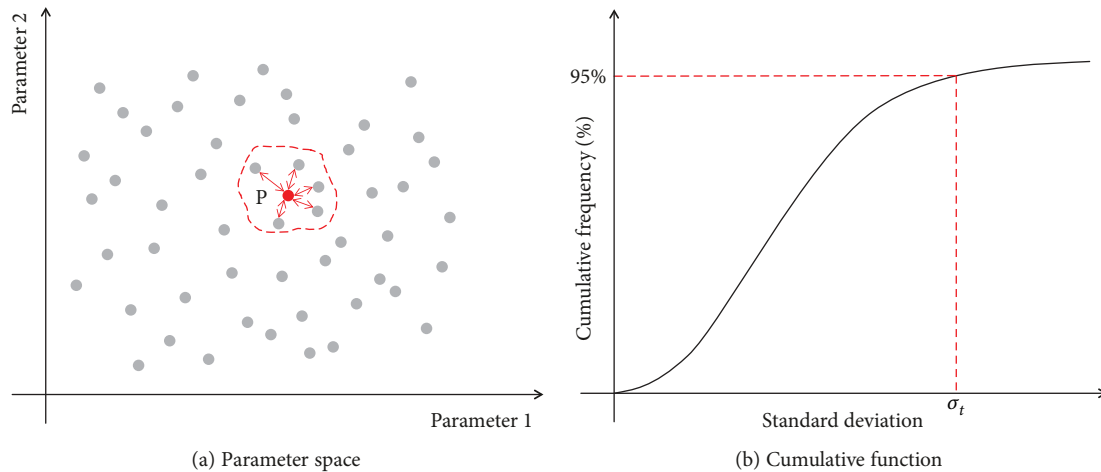 Parameter 2
P
Parameter 1
(a) Parameter space
Cumulative frequency (%)
95%
σt
Standard deviation
(b) Cumulative function